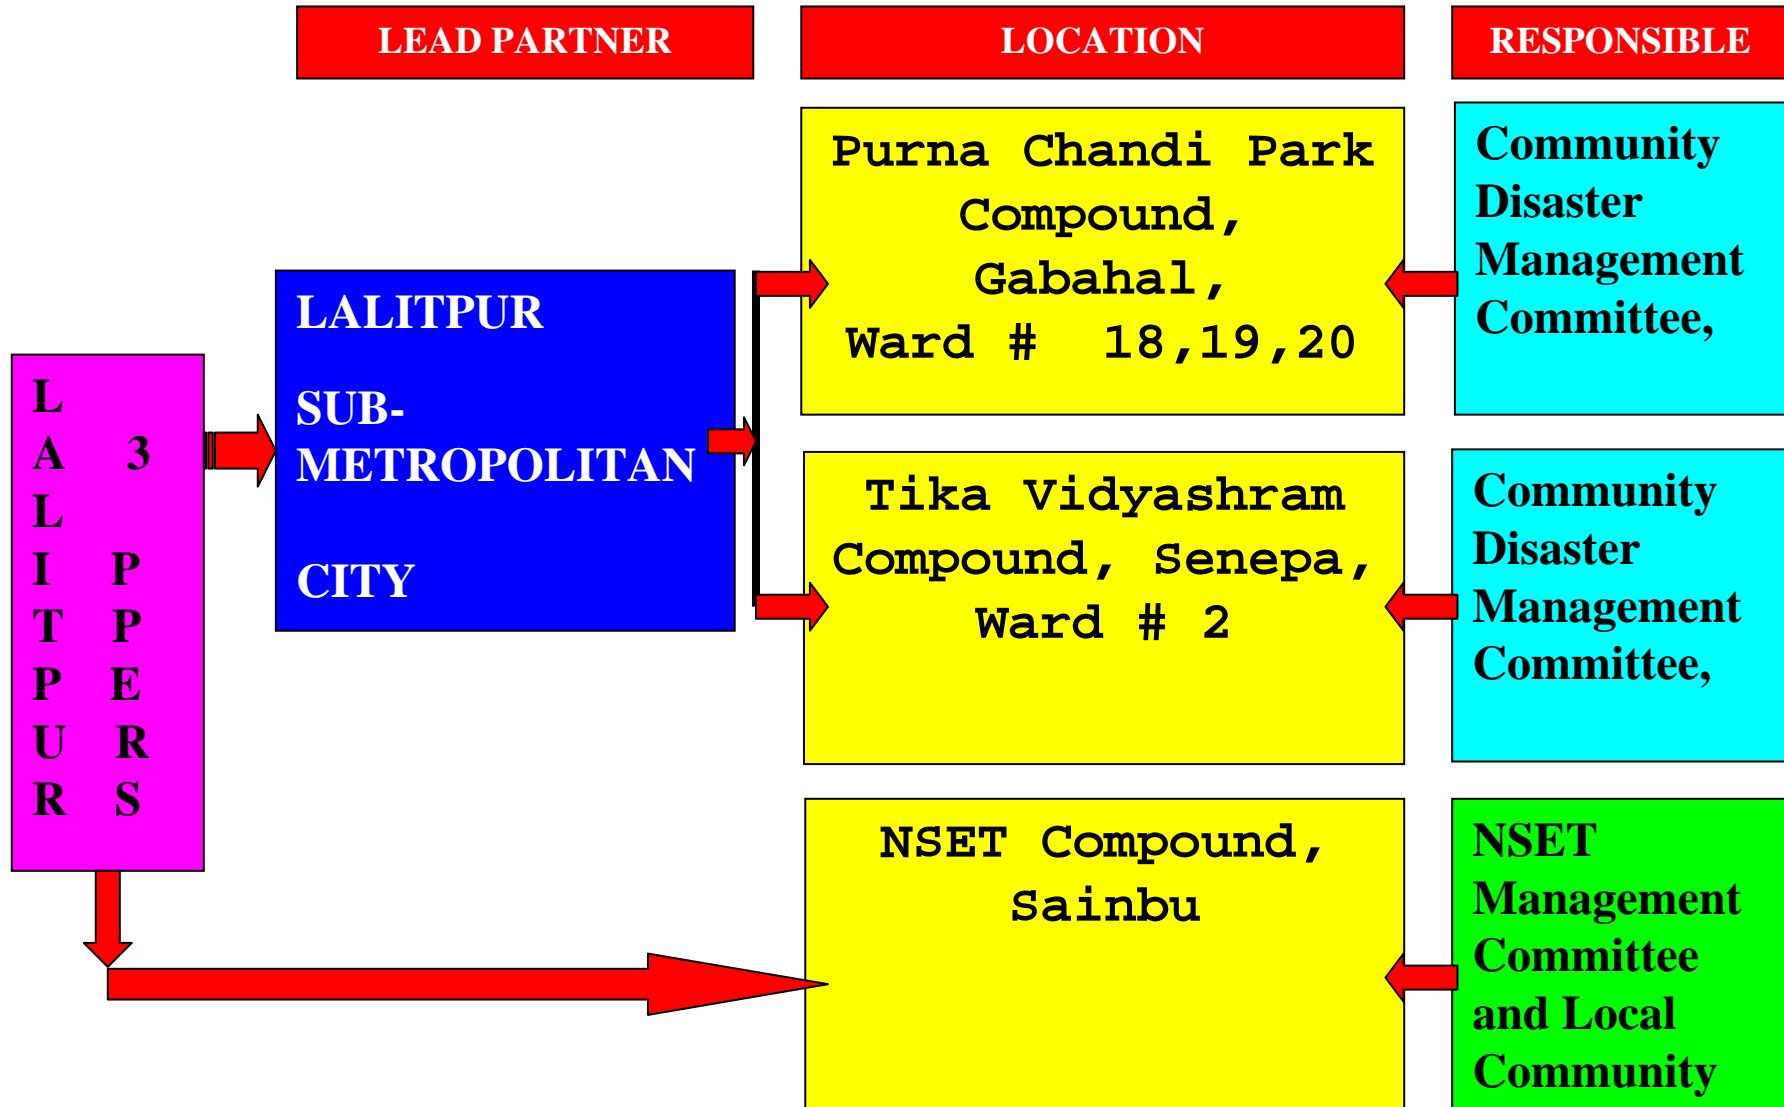 LEAD PARTNER
LOCATION
RESPONSIBLE
L
A 3
L
I P
T P
P E
U R
R S
LALITPUR
SUB-
METROPOLITAN
CITY
Purna Chandi Park
Compound,
Gabahal,
Ward # 18,19,20
Community
Disaster
Management
Committee,
Tika Vidyashram
Compound, Senepa,
Ward # 2
Community
Disaster
Management
Committee,
NSET Compound,
Sainbu
NSET
Management
Committee
and Local
Community